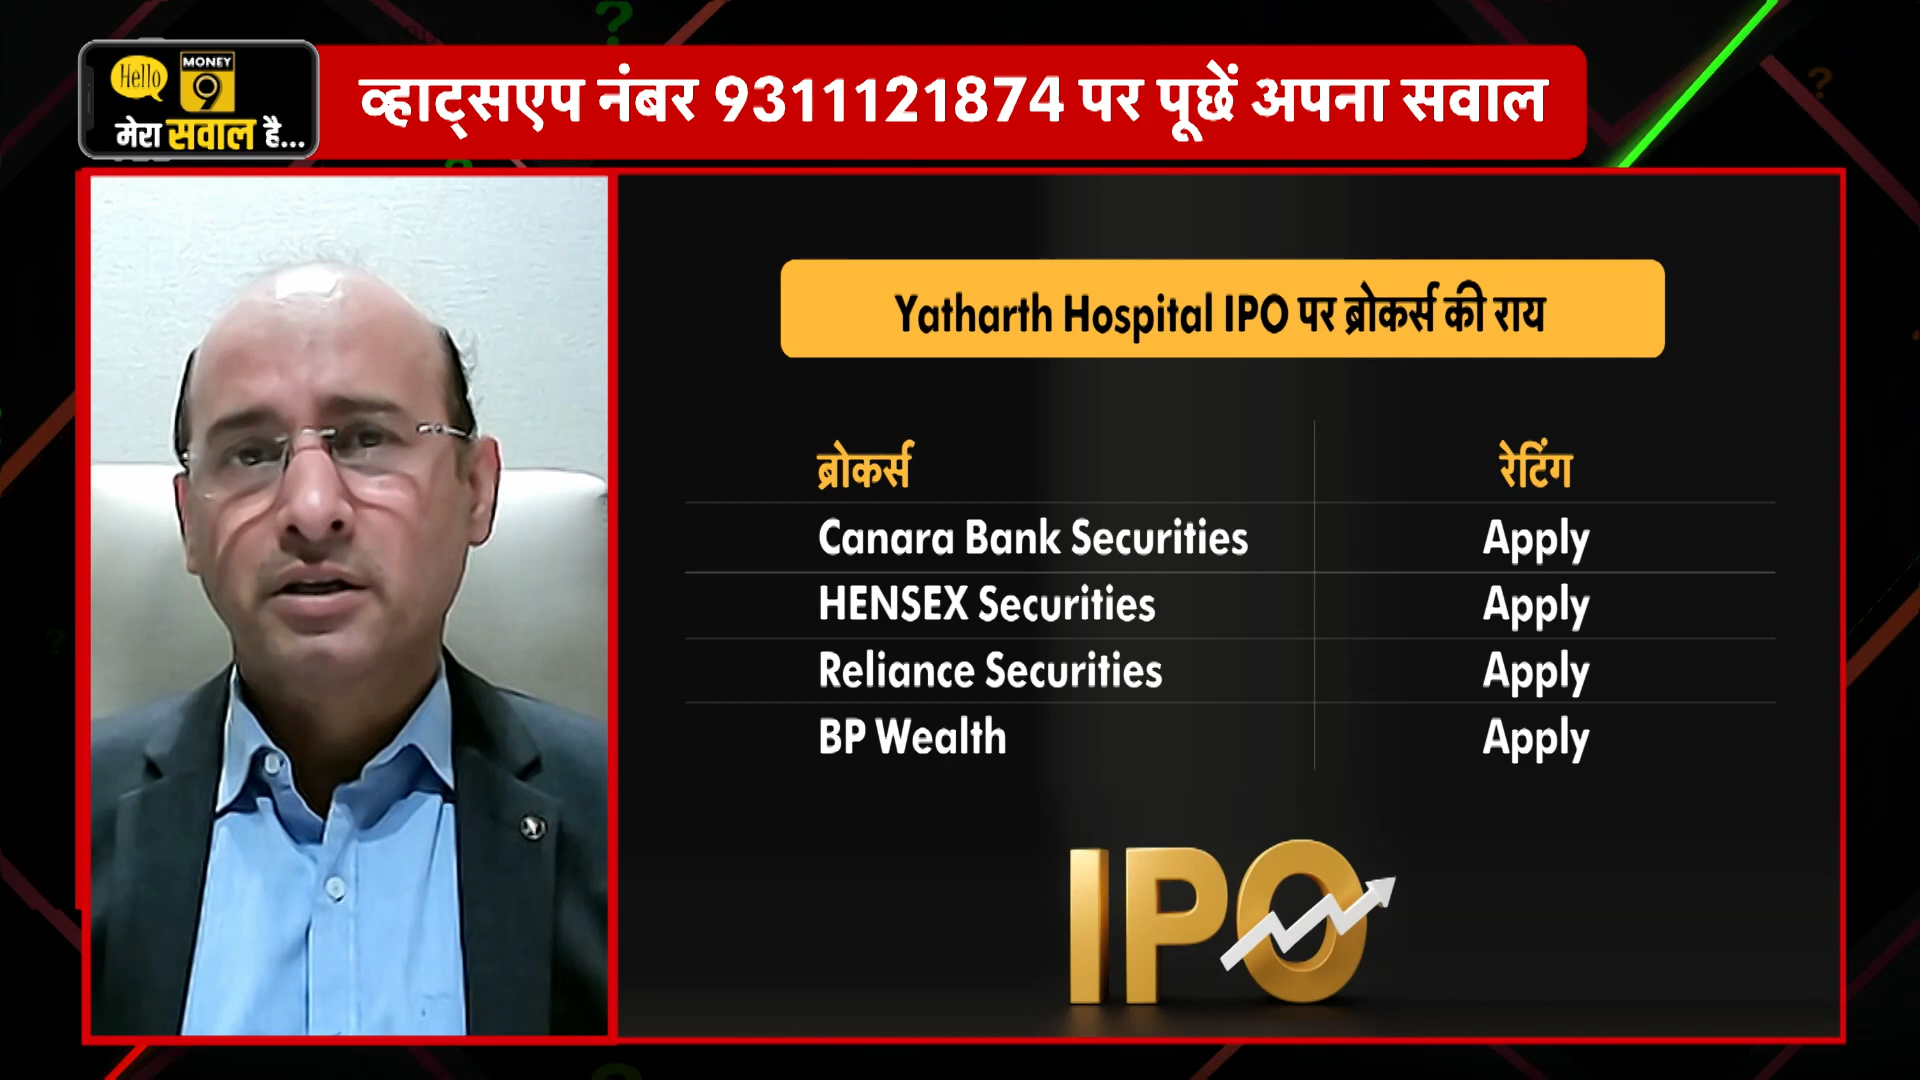 Hello
MONEY
9
मेरा सवाल है...
व्हाट्सएप नंबर 9311121874 पर पूछें अपना सवाल
Yatharth Hospital IPO पर ब्रोकर्स की राय
ब्रोकर्स रेटिंग
Canara Bank Securities Apply
HENSEX Securities Apply
Reliance Securities Apply
BP Wealth Apply
IPO